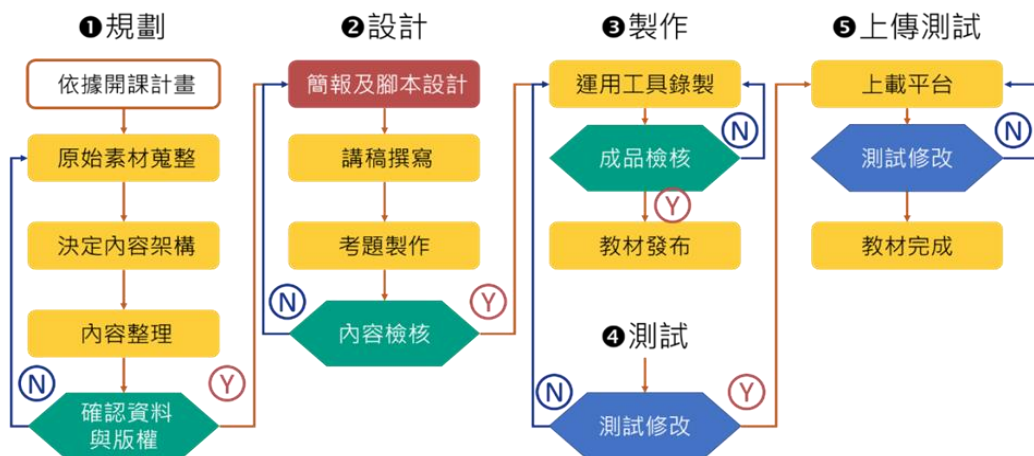 ❶規劃
依據開課計畫
原始素材蒐整
決定內容架構
內容整理
N
Y
確認資料
與版權
❷設計
簡報及腳本設計
講稿撰寫
考題製作
N
Y
內容檢核
❸製作
運用工具錄製
N
成品檢核
Y
教材發布
❹測試
N
Y
測試修改
❺上傳測試
上載平台
N
測試修改
教材完成